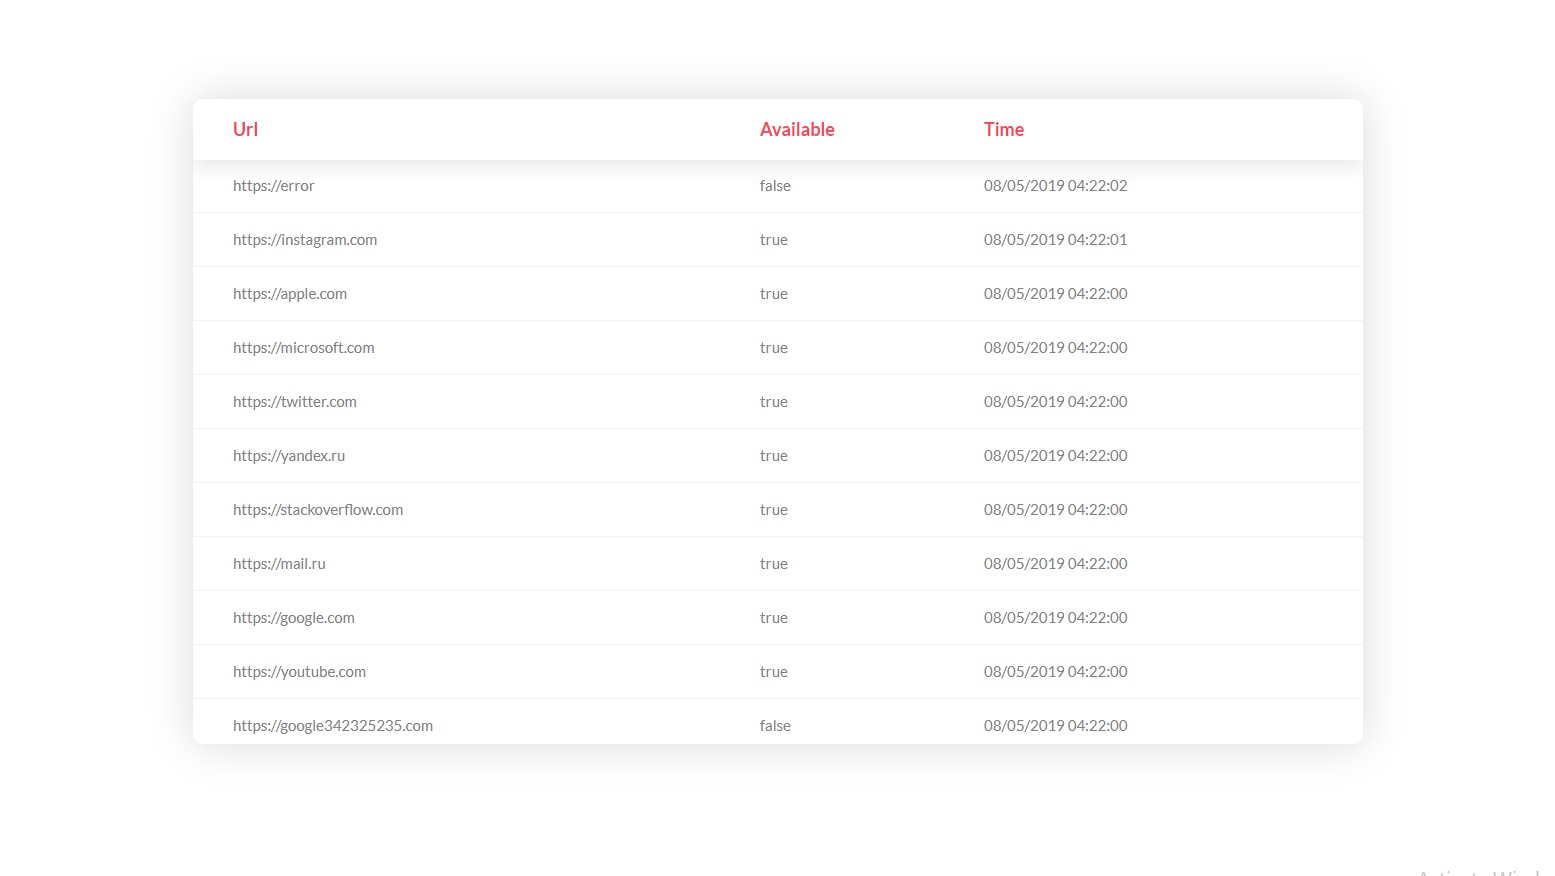 Url Available Time
https://error false 08/05/2019 04:22:02
https://instagram.com true 08/05/2019 04:22:01
https://apple.com true 08/05/2019 04:22:00
https://microsoft.com true 08/05/2019 04:22:00
https://twitter.com true 08/05/2019 04:22:00
https://yandex.ru true 08/05/2019 04:22:00
https://stackoverflow.com true 08/05/2019 04:22:00
https://mail.ru true 08/05/2019 04:22:00
https://google.com true 08/05/2019 04:22:00
https://youtube.com true 08/05/2019 04:22:00
https://google342325235.com false 08/05/2019 04:22:00